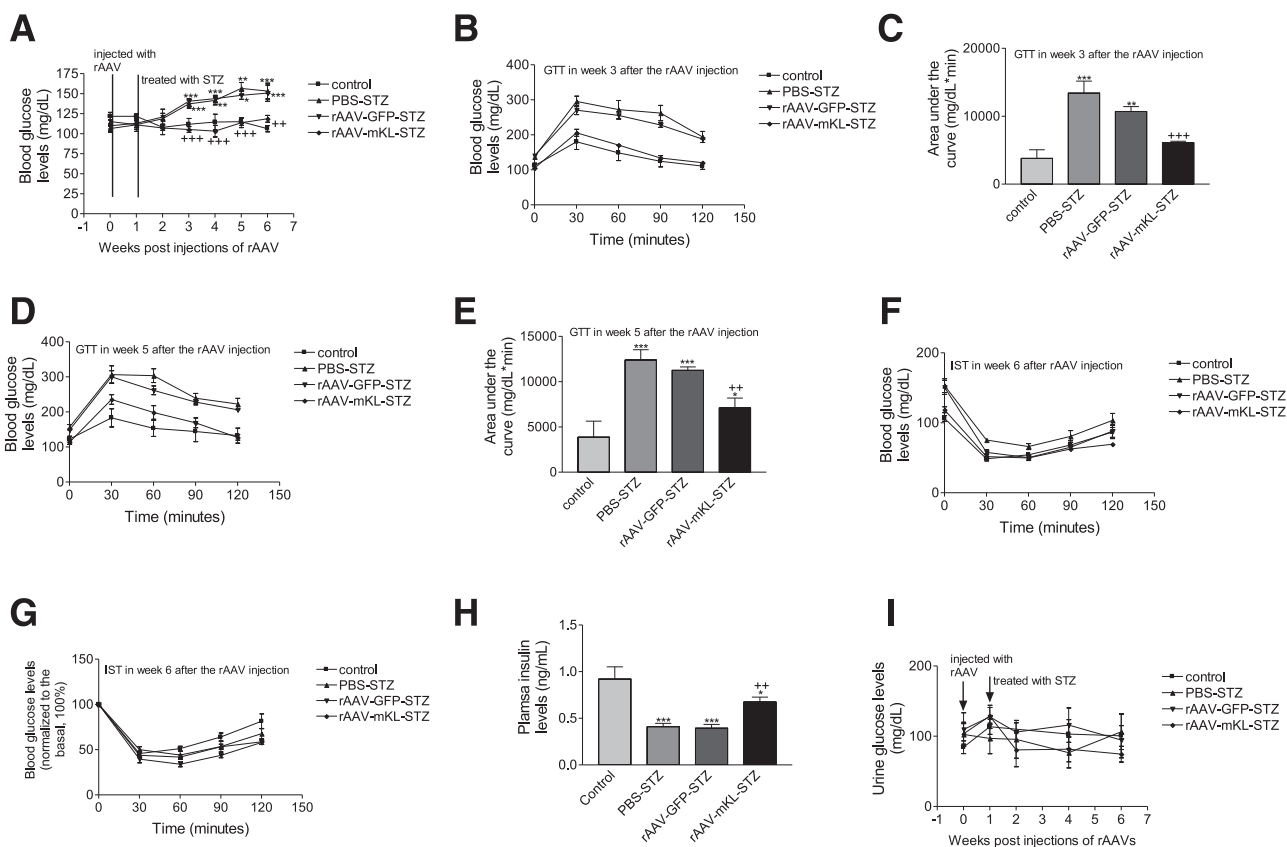 A
injected with
rAAV
treated with STZ
Blood glucose
levels (mg/dL)
175
150
125
100
75
50
25
0
***
***
***
**
**
*
***
***
+++
+++
+++
++
-1 0 1 2 3 4 5 6 7
Weeks post injections of rAAV
control
PBS-STZ
rAAV-GFP-STZ
rAAV-mKL-STZ
B
GTT in week 3 after the rAAV injection
Blood glucose
levels (mg/dL)
400
300
200
100
0
0 30 60 90 120 150
Time (minutes)
control
PBS-STZ
rAAV-GFP-STZ
rAAV-mKL-STZ
C
GTT in week 3 after the rAAV injection
Area under the
curve (mg/dL*min)
20000
10000
0
***
**
+++
control
PBS-STZ
rAAV-GFP-STZ
rAAV-mKL-STZ
D
GTT in week 5 after the rAAV injection
Blood glucose
levels (mg/dL)
400
300
200
100
0
0 30 60 90 120 150
Time (minutes)
control
PBS-STZ
rAAV-GFP-STZ
rAAV-mKL-STZ
E
GTT in week 5 after the rAAV injection
Area under the
curve (mg/dL*min)
15000
10000
5000
0
***
***
++
*
control
PBS-STZ
rAAV-GFP-STZ
rAAV-mKL-STZ
F
IST in week 6 after rAAV injection
Blood glucose
levels (mg/dL)
200
150
100
50
0
0 30 60 90 120 150
Time (minutes)
control
PBS-STZ
rAAV-GFP-STZ
rAAV-mKL-STZ
G
IST in week 6 after the rAAV injection
Blood glucose levels
(normalized to the
basal, 100%)
150
100
50
0
0 30 60 90 120 150
Time (minutes)
control
PBS-STZ
rAAV-GFP-STZ
rAAV-mKL-STZ
H
Plamsa insulin
levels (ng/mL)
1.5
1.0
0.5
0.0
***
***
++
*
Control
PBS-STZ
rAAV-GFP-STZ
rAAV-mKL-STZ
I
injected with
rAAV
treated with STZ
Urine glucose levels
(mg/dL)
200
150
100
50
0
-1 0 1 2 3 4 5 6 7
Weeks post injections of rAAVs
control
PBS-STZ
rAAV-GFP-STZ
rAAV-mKL-STZ